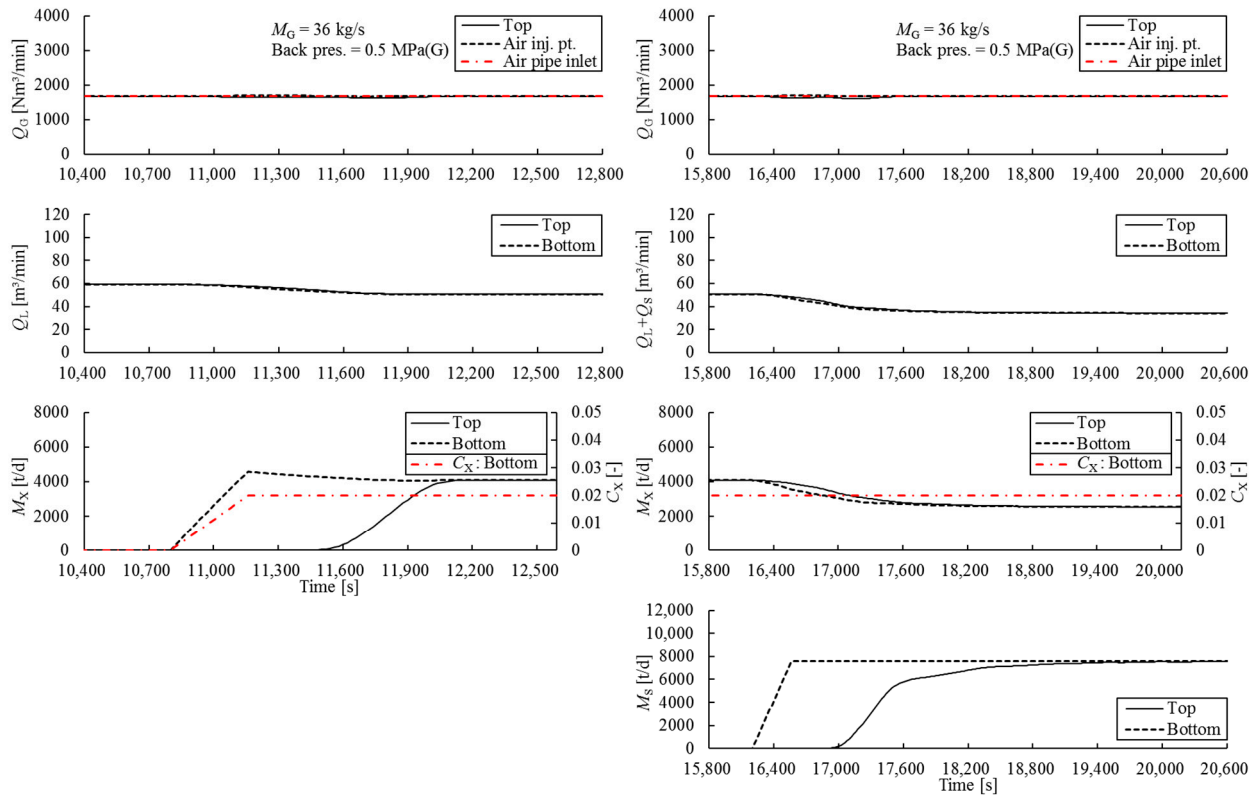 M_G = 36 kg/s
Back pres. = 0.5 MPa(G)
Top
Air inj. pt.
Air pipe inlet
Q_G [Nm³/min]
4000
3000
2000
1000
0
10,400 10,700 11,000 11,300 11,600 11,900 12,200 12,500 12,800
Top
Bottom
Q_L [m³/min]
120
100
80
60
40
20
0
10,400 10,700 11,000 11,300 11,600 11,900 12,200 12,500 12,800
Top
Bottom
C_X : Bottom
M_X [t/d]
8000
6000
4000
2000
0
C_X [-]
0.05
0.04
0.03
0.02
0.01
0
10,400 10,700 11,000 11,300 11,600 11,900 12,200 12,500
Time [s]
M_G = 36 kg/s
Back pres. = 0.5 MPa(G)
Top
Air inj. pt.
Air pipe inlet
Q_G [Nm³/min]
4000
3000
2000
1000
0
15,800 16,400 17,000 17,600 18,200 18,800 19,400 20,000 20,600
Top
Bottom
Q_L+Q_S [m³/min]
120
100
80
60
40
20
0
15,800 16,400 17,000 17,600 18,200 18,800 19,400 20,000 20,600
Top
Bottom
C_X : Bottom
M_X [t/d]
8000
6000
4000
2000
0
C_X [-]
0.05
0.04
0.03
0.02
0.01
0
15,800 16,400 17,000 17,600 18,200 18,800 19,400 20,000
M_S [t/d]
12,000
10,000
8000
6000
4000
2000
0
Top
Bottom
15,800 16,400 17,000 17,600 18,200 18,800 19,400 20,000 20,600
Time [s]